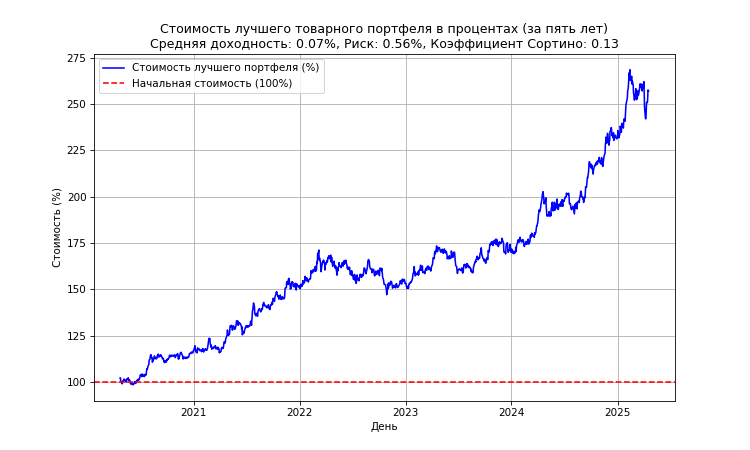 Стоимость лучшего товарного портфеля в процентах (за пять лет)
Средняя доходность: 0.07%, Риск: 0.56%, Коэффициент Сортино: 0.13
Стоимость лучшего портфеля (%)
Начальная стоимость (100%)
Стоимость (%)
275
250
225
200
175
150
125
100
2021
2022
2023
2024
2025
День